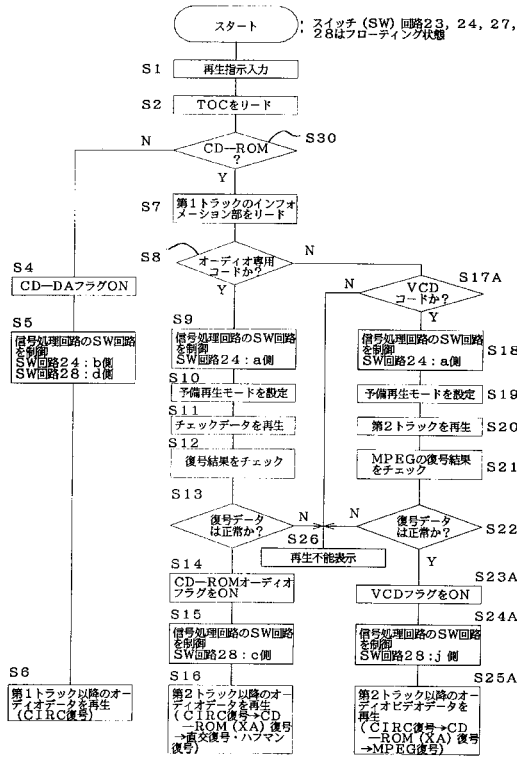 スタート
スイッチ (SW) 回路23, 24, 27,
28はフローティング状態
S1
再生指示入力
S2
TOCをリード
S30
CD—ROM
?
N
Y
S7
第1トラックのインフォ
メーション部をリード
S8
オーディオ専用
コードか?
N
Y
S4
CD—DAフラグON
S17A
VCD
コードか?
N
Y
S5
信号処理回路のSW回路
を制御
SW回路24:b側
SW回路28:d側
S9
信号処理回路のSW回路
を制御
SW回路24:a側
S18
信号処理回路のSW回路
を制御
SW回路24:a側
S10
予備再生モードを設定
S19
予備再生モードを設定
S11
チェックデータを再生
S20
第2トラックを再生
S12
復号結果をチェック
S21
MPEGの復号結果
をチェック
S13
復号データ
は正常か?
N
Y
S22
復号データ
は正常か?
N
Y
S26
再生不能表示
S14
CD—ROMオーディオ
フラグをON
S23A
VCDフラグをON
S15
信号処理回路のSW回路
を制御
SW回路28:c側
S24A
信号処理回路のSW回路
を制御
SW回路28:j側
S6
第1トラック以降のオー
ディオデータを再生
(CIRC復号)
S16
第2トラック以降のオー
ディオデータを再生
(CIRC復号→CD
—ROM (XA) 復号
→直交復号・ハフマン
復号)
S25A
第2トラック以降のオー
ディオビデオデータを
再生
(CIRC復号→CD
—ROM (XA) 復号
→MPEG復号)